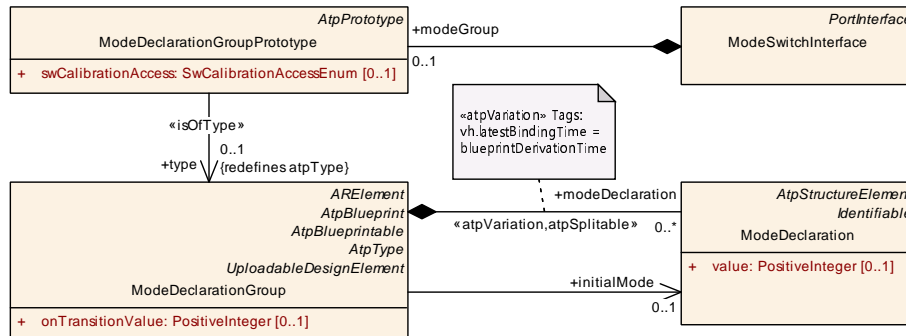 AtpPrototype
ModeDeclarationGroupPrototype
+ swCalibrationAccess: SwCalibrationAccessEnum [0..1]
+modeGroup
0..1
PortInterface
ModeSwitchInterface
«atpVariation» Tags:
vh.latestBindingTime =
blueprintDerivationTime
«isOfType»
0..1
+type
{redefines atpType}
ARElement
AtpBlueprint
AtpBlueprintable
AtpType
UploadableDesignElement
ModeDeclarationGroup
+ onTransitionValue: PositiveInteger [0..1]
+modeDeclaration
«atpVariation,atpSplitable»
0..*
+initialMode
0..1
AtpStructureElement
Identifiable
ModeDeclaration
+ value: PositiveInteger [0..1]